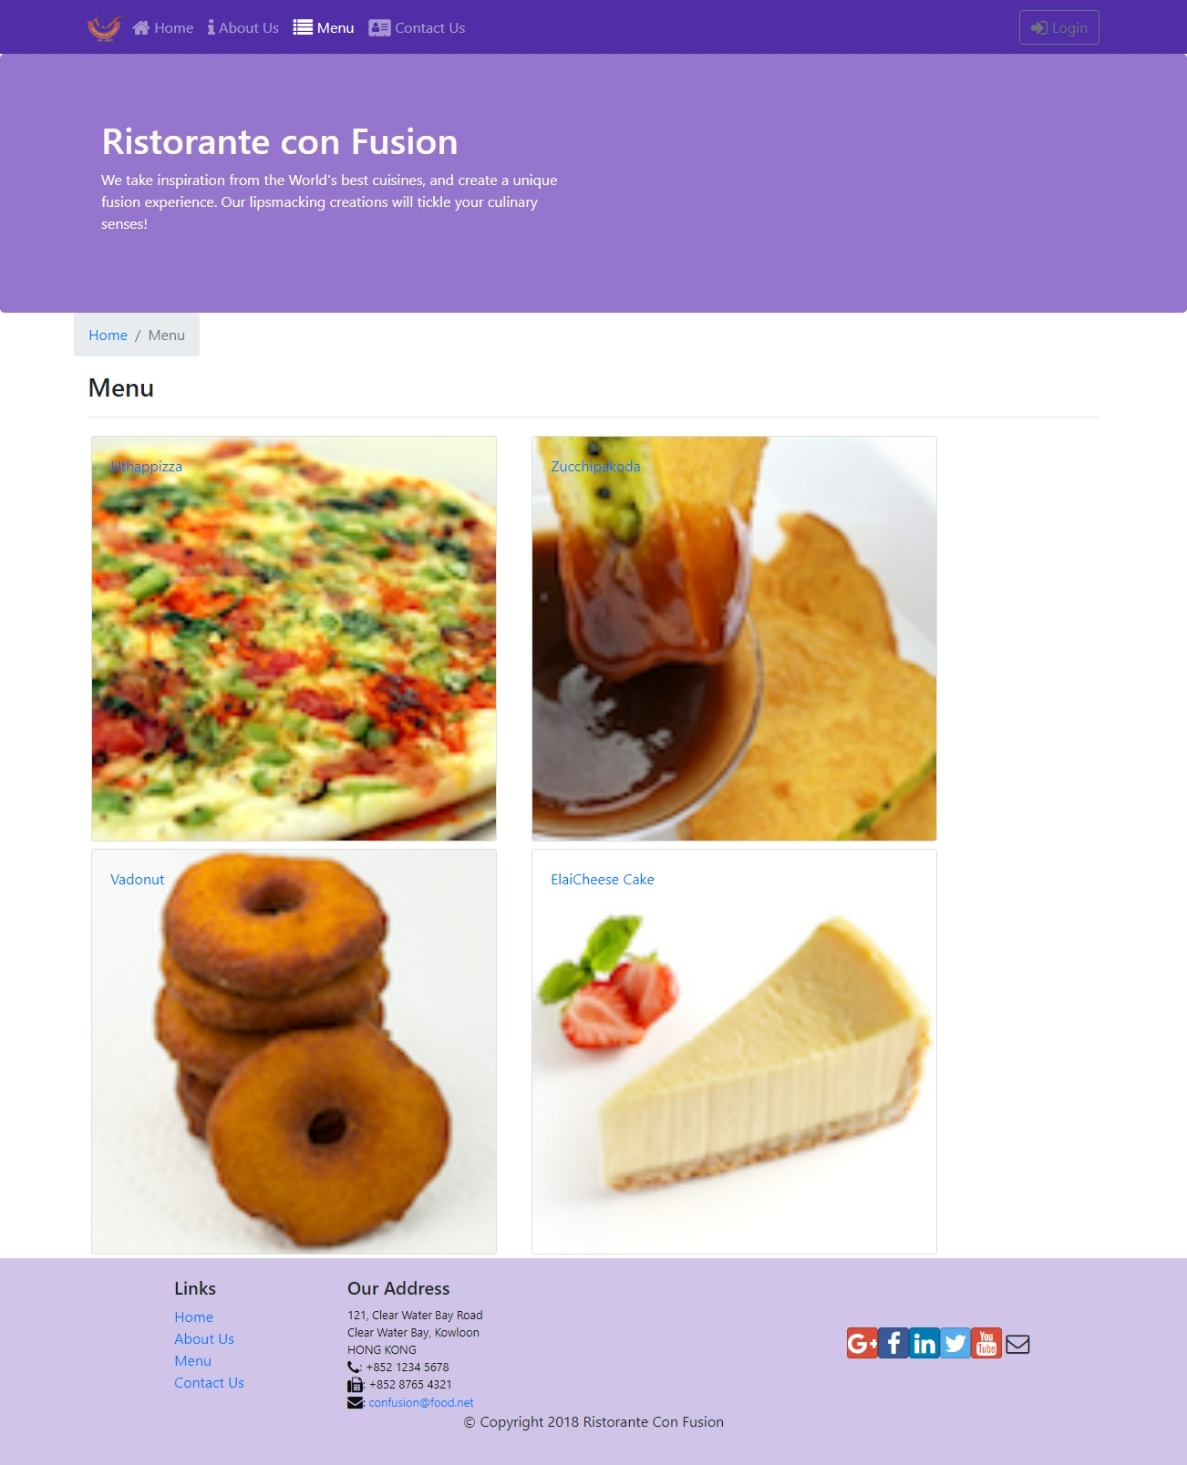 Home About Us Menu Contact Us Login
Ristorante con Fusion
We take inspiration from the World's best cuisines, and create a unique
fusion experience. Our lipsmacking creations will tickle your culinary
senses!
Home / Menu
Menu
Uthappizza
Zucchipakoda
Vadonut
ElaiCheese Cake
Links
Home
About Us
Menu
Contact Us
Our Address
121, Clear Water Bay Road
Clear Water Bay, Kowloon
HONG KONG
: +852 1234 5678
: +852 8765 4321
: confusion@food.net
G+ f in You Tube
© Copyright 2018 Ristorante Con Fusion